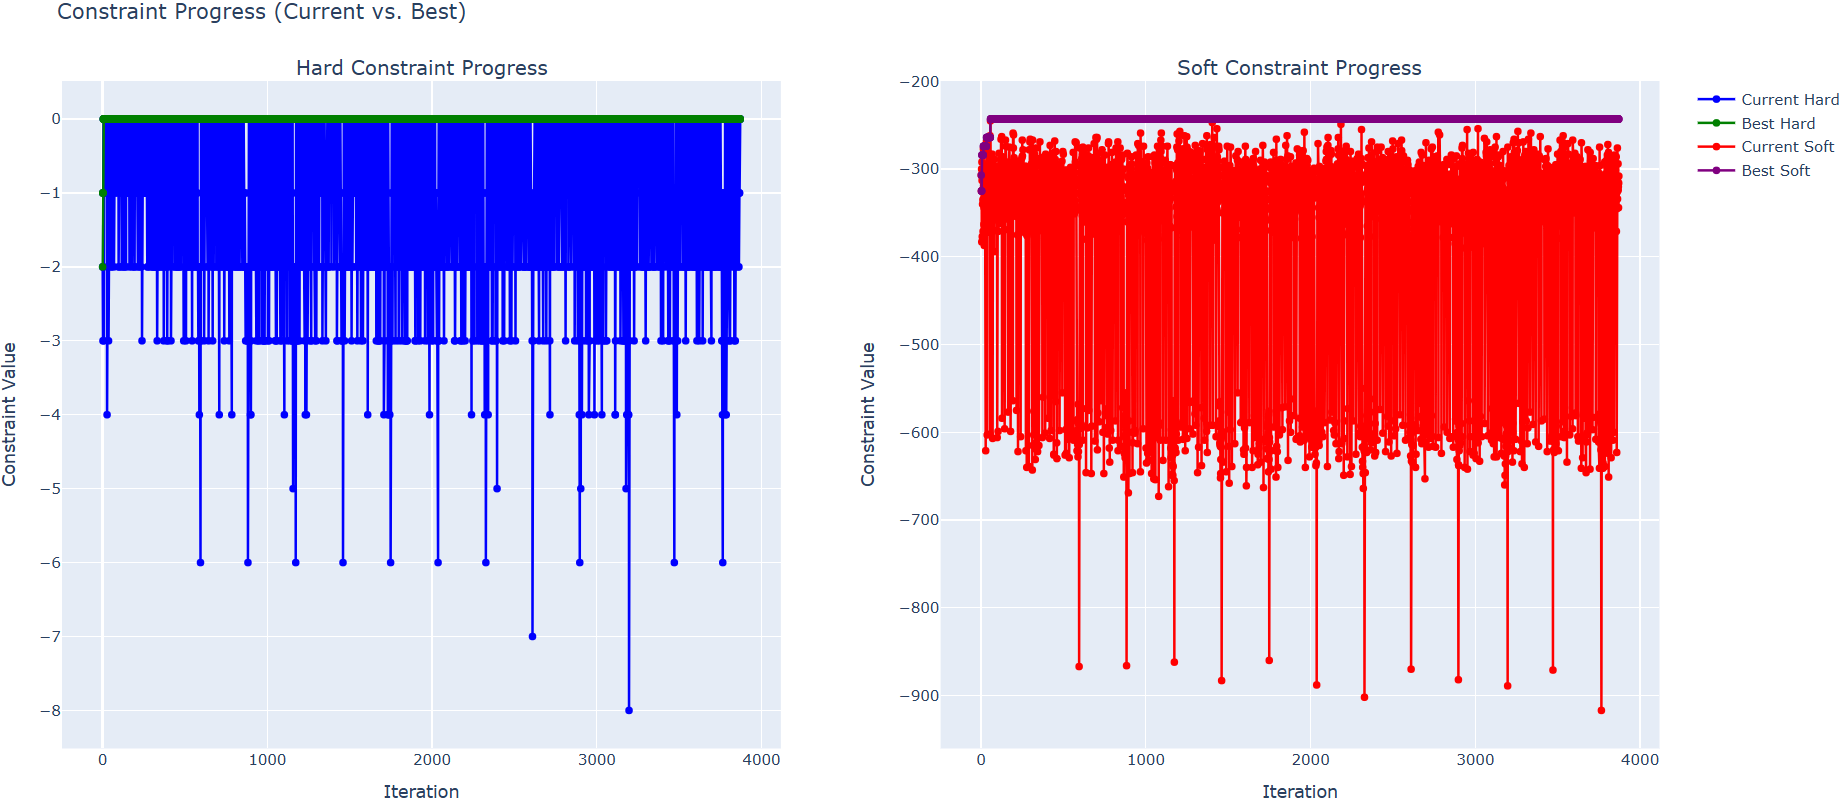 Constraint Progress (Current vs. Best)
Hard Constraint Progress
0
−1
−2
−3
−4
−5
−6
−7
−8
Constraint Value
0
1000
2000
3000
4000
Iteration
Soft Constraint Progress
−200
−300
−400
−500
−600
−700
−800
−900
Constraint Value
0
1000
2000
3000
4000
Iteration
Current Hard
Best Hard
Current Soft
Best Soft